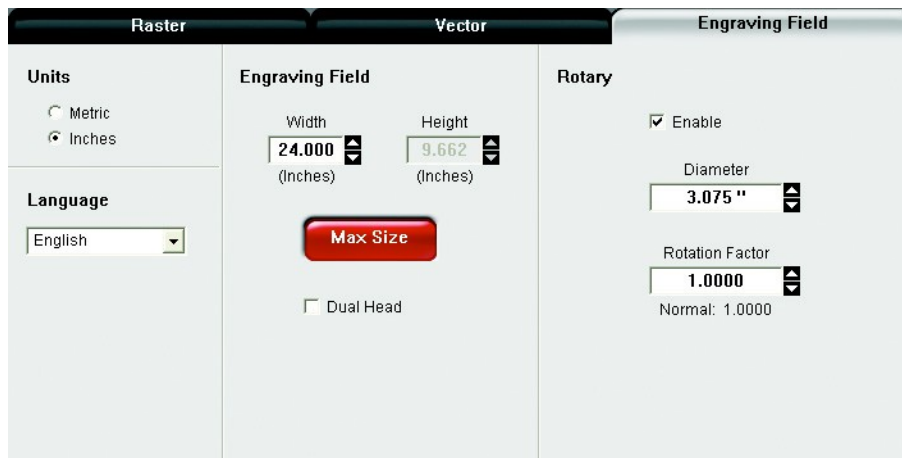 Raster
Vector
Engraving Field
Units
Metric
Inches
Language
English
Engraving Field
Width
24.000
(Inches)
Height
9.662
(Inches)
Max Size
Dual Head
Rotary
Enable
Diameter
3.075 "
Rotation Factor
1.0000
Normal: 1.0000